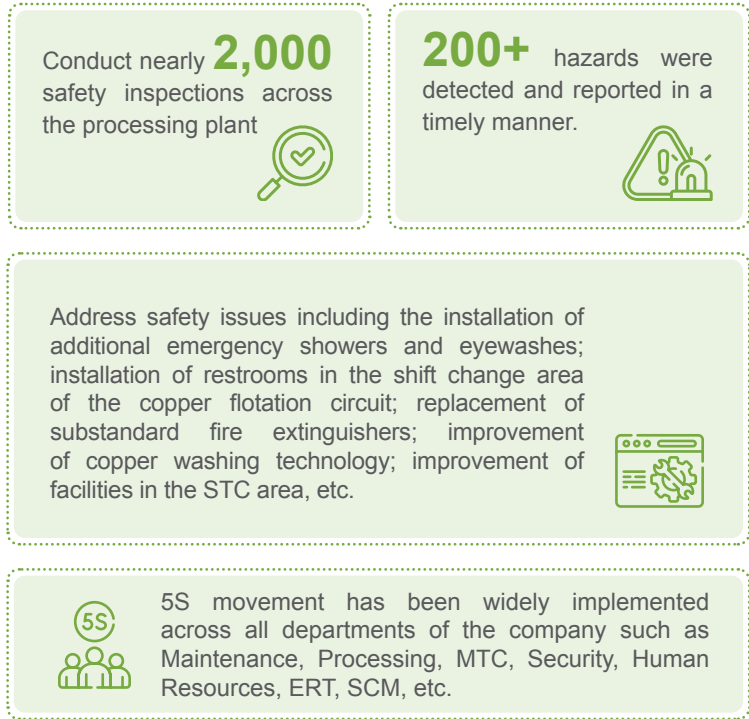 Conduct nearly 2,000
safety inspections across
the processing plant
200+ hazards were
detected and reported in a
timely manner.
Address safety issues including the installation of
additional emergency showers and eyewashes;
installation of restrooms in the shift change area
of the copper flotation circuit; replacement of
substandard fire extinguishers; improvement
of copper washing technology; improvement of
facilities in the STC area, etc.
5S
5S movement has been widely implemented
across all departments of the company such as
Maintenance, Processing, MTC, Security, Human
Resources, ERT, SCM, etc.